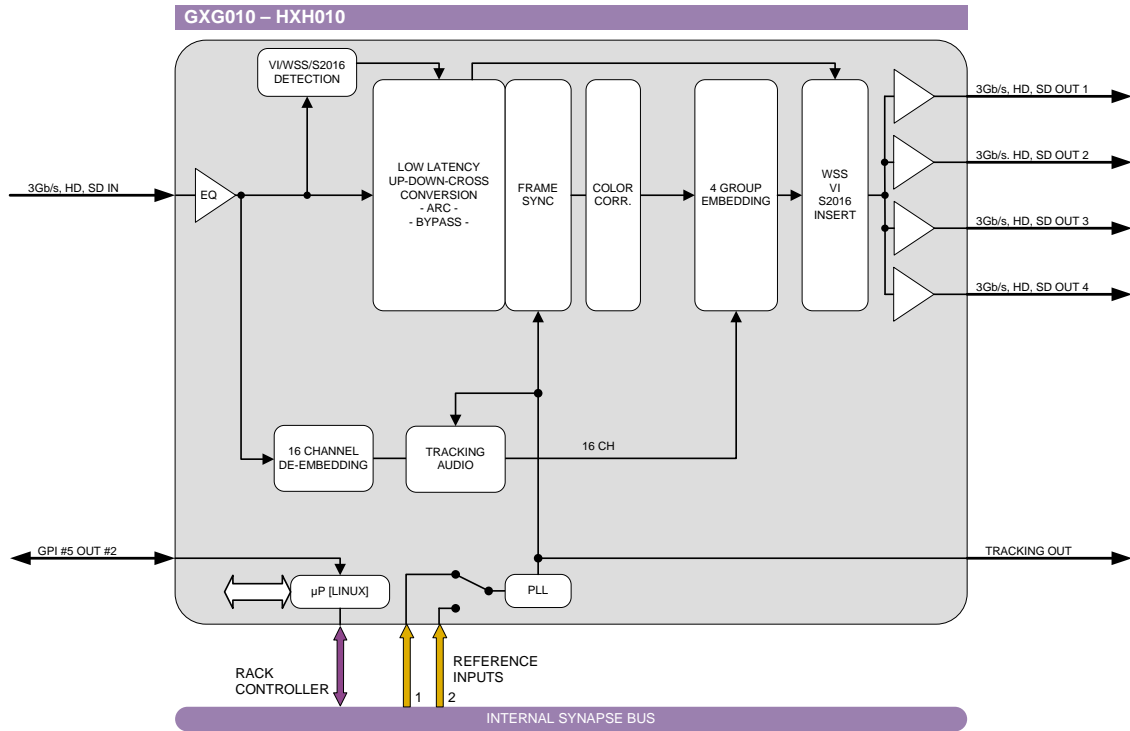 GXG010 – HXH010
VI/WSS/S2016
DETECTION
3Gb/s, HD, SD IN
EQ
LOW LATENCY
UP-DOWN-CROSS
CONVERSION
- ARC -
- BYPASS -
FRAME
SYNC
COLOR
CORR.
4 GROUP
EMBEDDING
WSS
VI
S2016
INSERT
3Gb/s, HD, SD OUT 1
3Gb/s. HD, SD OUT 2
3Gb/s, HD, SD OUT 3
3Gb/s, HD, SD OUT 4
16 CHANNEL
DE-EMBEDDING
TRACKING
AUDIO
16 CH
GPI #5 OUT #2
TRACKING OUT
µP [LINUX]
PLL
RACK
CONTROLLER
REFERENCE
INPUTS
1
2
INTERNAL SYNAPSE BUS